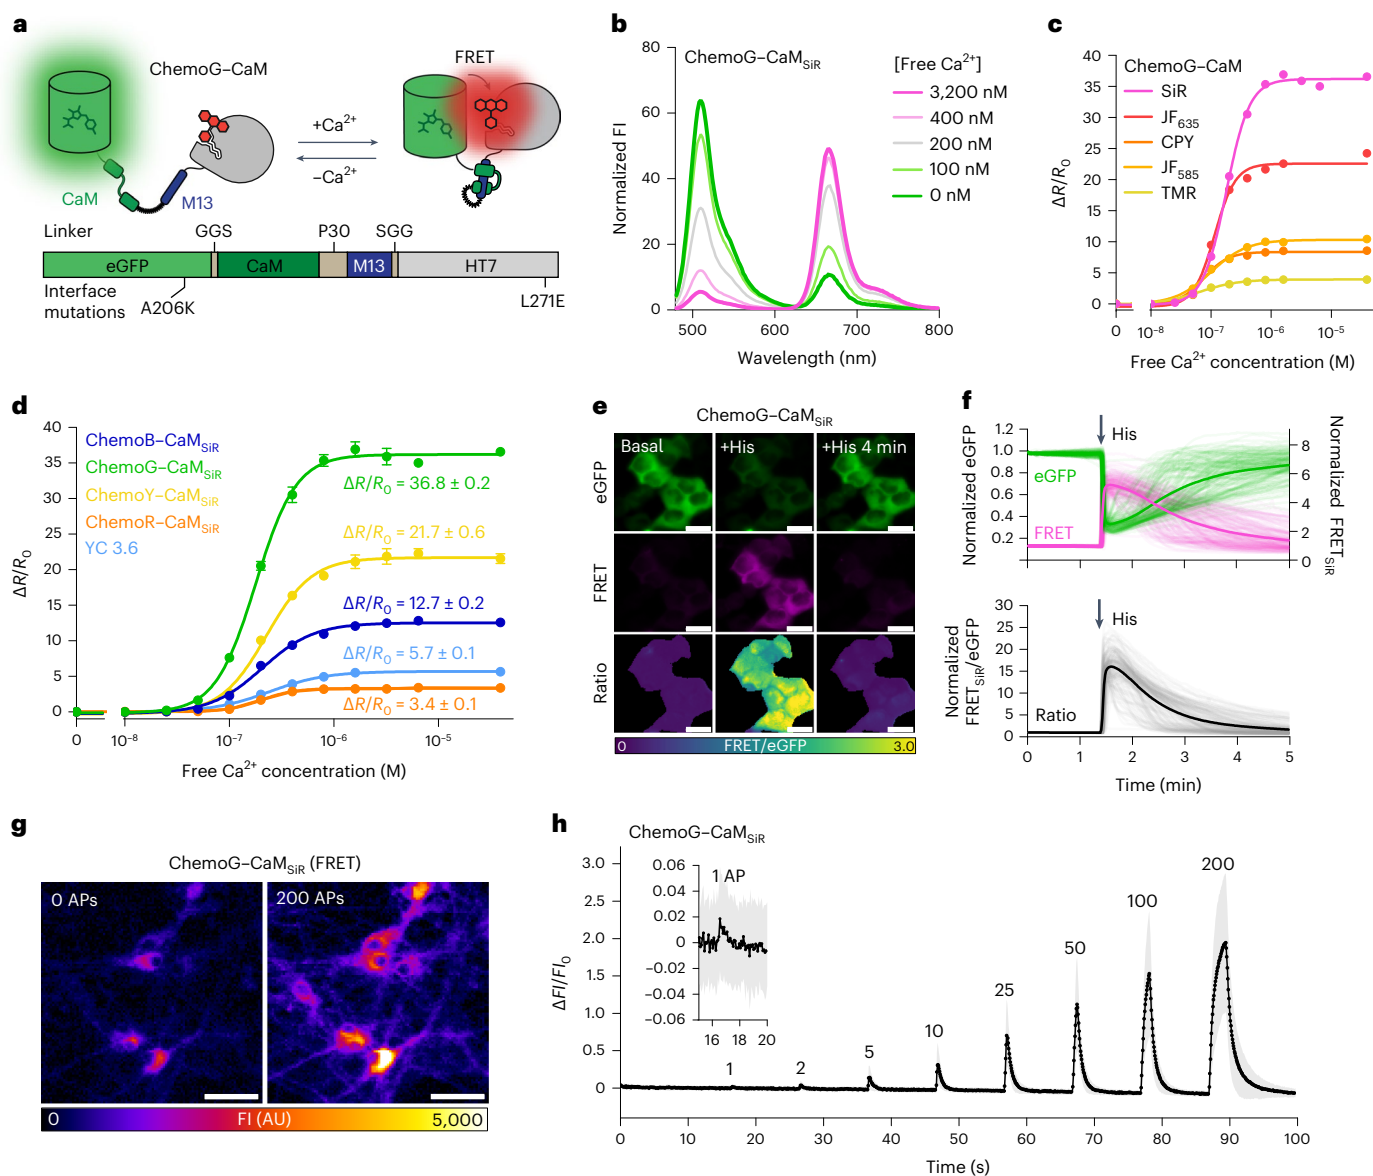 a
ChemoG–CaM
FRET
+Ca2+
−Ca2+
CaM
M13
Linker
GGS
P30
SGG
eGFP
CaM
M13
HT7
Interface
mutations
A206K
L271E
b
ChemoG–CaMSiR
[Free Ca2+]
3,200 nM
400 nM
200 nM
100 nM
0 nM
Normalized FI
80
60
40
20
0
500
600
700
800
Wavelength (nm)
c
ChemoG–CaM
SiR
JF635
CPY
JF585
TMR
ΔR/R0
40
35
30
25
20
15
10
5
0
0
10−8
10−7
10−6
10−5
Free Ca2+ concentration (M)
d
ChemoB–CaMSiR
ChemoG–CaMSiR
ChemoY–CaMSiR
ChemoR–CaMSiR
YC 3.6
ΔR/R0 = 36.8 ± 0.2
ΔR/R0 = 21.7 ± 0.6
ΔR/R0 = 12.7 ± 0.2
ΔR/R0 = 5.7 ± 0.1
ΔR/R0 = 3.4 ± 0.1
ΔR/R0
40
35
30
25
20
15
10
5
0
0
10−8
10−7
10−6
10−5
Free Ca2+ concentration (M)
e
ChemoG–CaMSiR
Basal
+His
+His 4 min
eGFP
FRET
Ratio
0
FRET/eGFP
3.0
f
His
eGFP
FRET
Normalized eGFP
1.2
1.0
0.8
0.6
0.4
0.2
Normalized FRETSiR
8
6
4
2
0
His
Ratio
Normalized
FRETSiR/eGFP
30
25
20
15
10
5
0
0
1
2
3
4
5
Time (min)
g
ChemoG–CaMSiR (FRET)
0 APs
200 APs
0
FI (AU)
5,000
h
ChemoG–CaMSiR
ΔFI/FI0
3.0
2.5
2.0
1.5
1.0
0.5
0
0.06
0.04
0.02
0
−0.02
−0.04
−0.06
1 AP
16
18
20
1
2
5
10
25
50
100
200
0
10
20
30
40
50
60
70
80
90
100
Time (s)